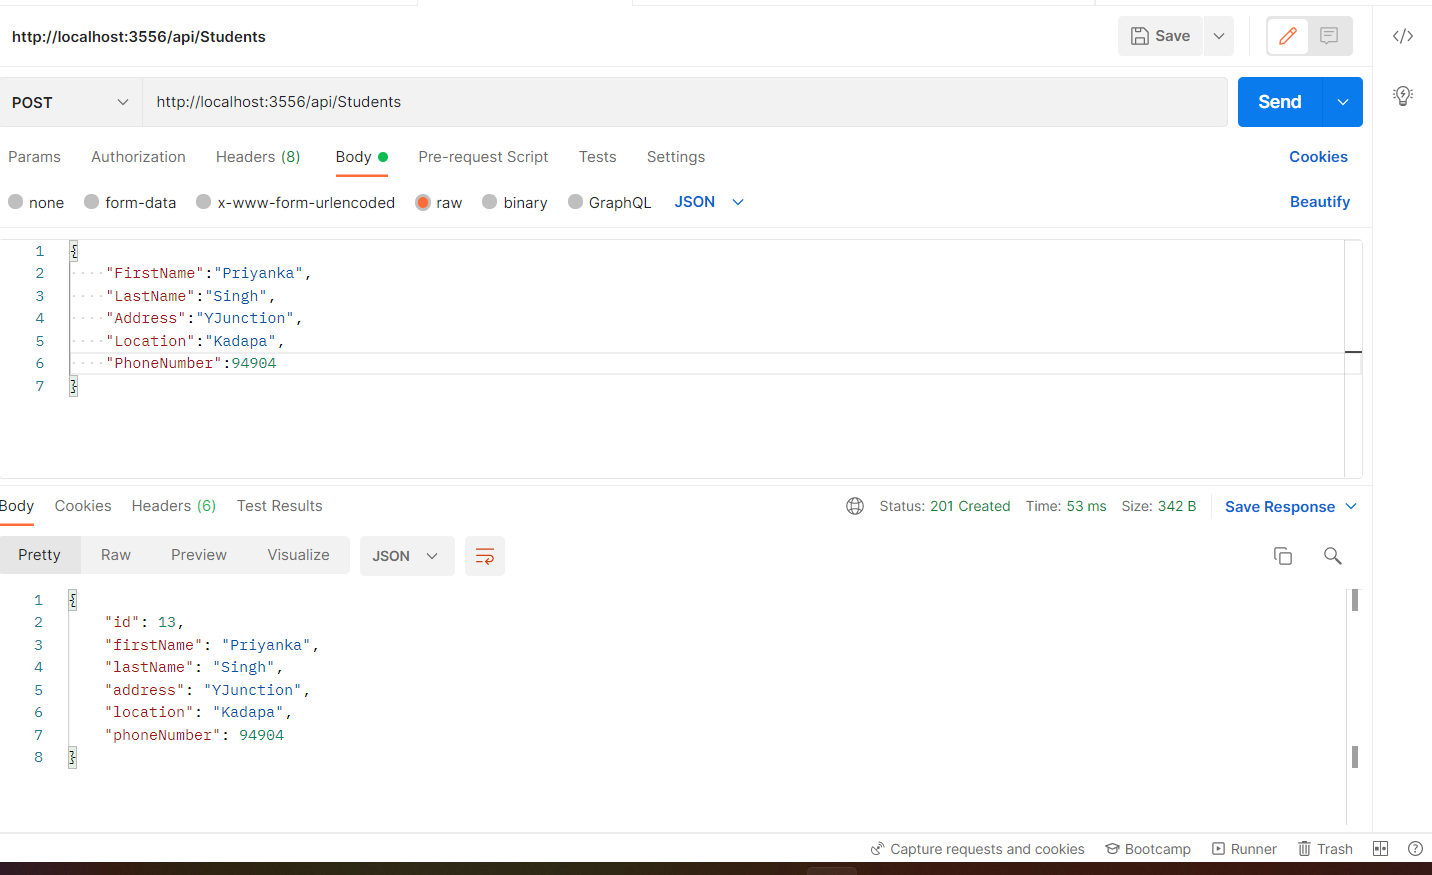 http://localhost:3556/api/Students
Save
POST
http://localhost:3556/api/Students
Send
Params Authorization Headers (8) Body Pre-request Script Tests Settings Cookies
none form-data x-www-form-urlencoded raw binary GraphQL JSON Beautify
1 {
2 "FirstName":"Priyanka",
3 "LastName":"Singh",
4 "Address":"YJunction",
5 "Location":"Kadapa",
6 "PhoneNumber":94904
7 }
Body Cookies Headers (6) Test Results Status: 201 Created Time: 53 ms Size: 342 B Save Response
Pretty Raw Preview Visualize JSON
1 {
2 "id": 13,
3 "firstName": "Priyanka",
4 "lastName": "Singh",
5 "address": "YJunction",
6 "location": "Kadapa",
7 "phoneNumber": 94904
8 }
Capture requests and cookies Bootcamp Runner Trash